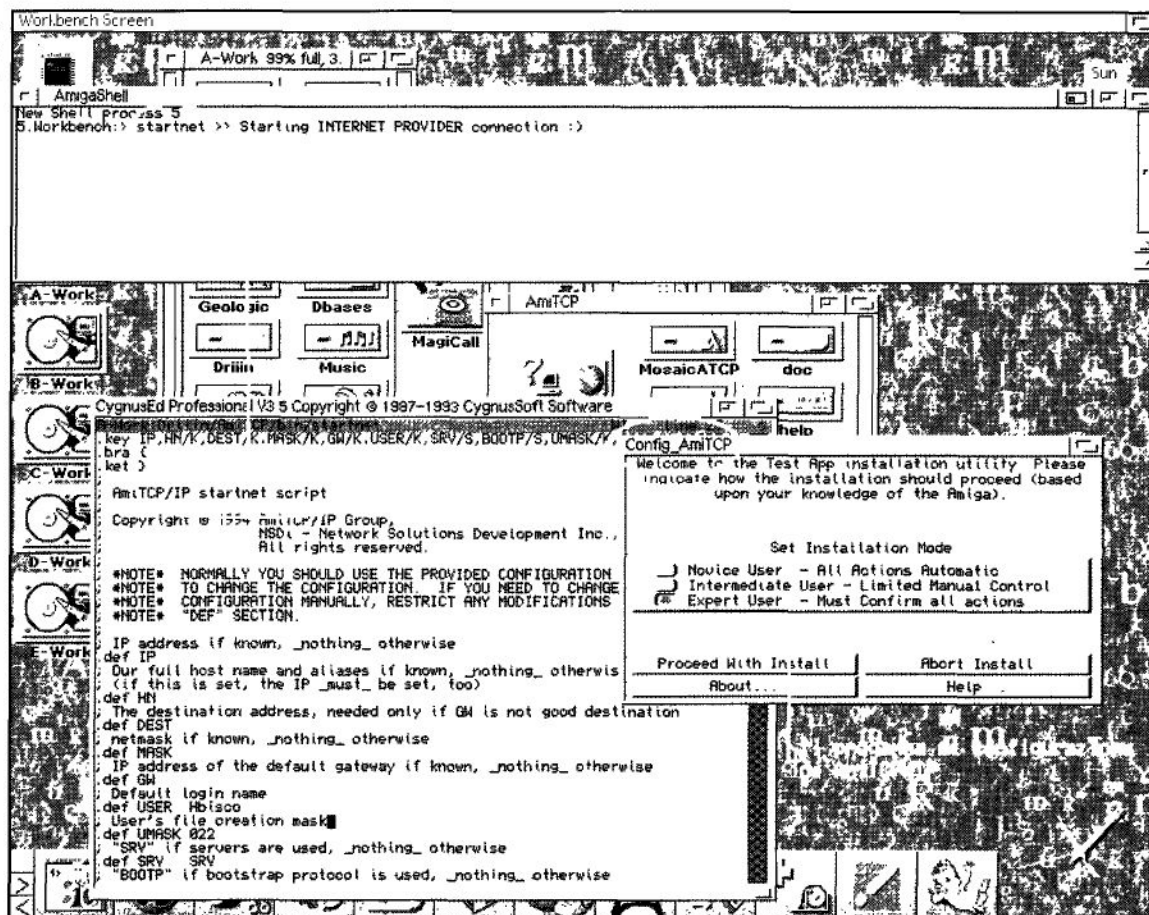 Workbench Screen
A-Work 99% full, 3.
Sun
AmigaShell
New Shell process 5
5.Workbench:> startnet >> Starting INTERNET PROVIDER connection :)
A-Work
B-Work
C-Work
D-Work
E-Work
Geologic
Dbases
Driiin
Music
MagiCall
AmiTCP
MosaicATCP
doc
help
CygnusEd Professional V3 5 Copyright © 1987-1993 CygnusSoft Software
.key IP,HN/K,DEST,K.MASK/K,GW/K.USER/K,SRV/S,BOOTP/S,UMASK/K,
.bra {
.ket }
AmiTCP/IP startnet script
Copyright © 1994 AmiTCP/IP Group,
NSDi - Network Solutions Development Inc.,
All rights reserved.
*NOTE* NORMALLY YOU SHOULD USE THE PROVIDED CONFIGURATION
*NOTE* TO CHANGE THE CONFIGURATION. IF YOU NEED TO CHANGE
*NOTE* CONFIGURATION MANUALLY, RESTRICT ANY MODIFICATIONS
*NOTE* "DEF" SECTION.
; IP address if known, _nothing_ otherwise
.def IP
; Our full host name and aliases if known, _nothing_ otherwis
; (if this is set, the IP _must_ be set, too)
.def HN
; The destination address, needed only if GW is not good destination
.def DEST
; netmask if known, _nothing_ otherwise
.def MASK
; IP address of the default gateway if known, _nothing_ otherwise
.def GW
; Default login name
.def USER Hbisco
; User's file creation mask
.def UMASK 022
; "SRV" if servers are used, _nothing_ otherwise
.def SRV SRV
; "BOOTP" if bootstrap protocol is used, _nothing_ otherwise
Config_AmiTCP
Welcome to the Test App installation utility Please
indicate how the installation should proceed (based
upon your knowledge of the Amiga).
Set Installation Mode
Novice User - All Actions Automatic
Intermediate User - Limited Manual Control
Expert User - Must Confirm all actions
Proceed With Install
Abort Install
About...
Help .